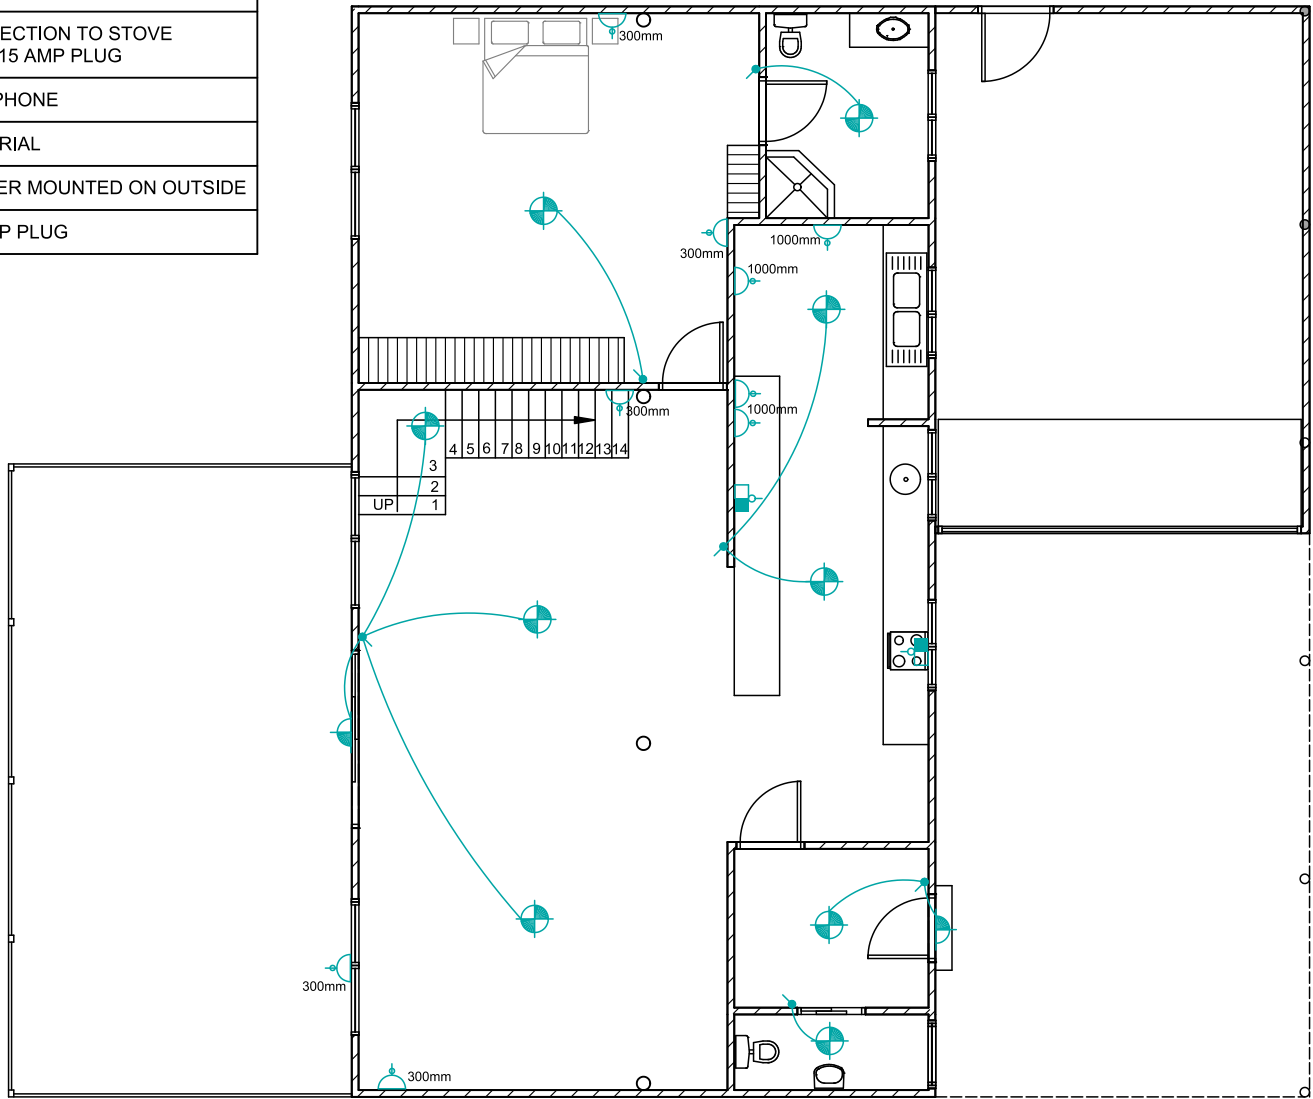 ECTION TO STOVE
15 AMP PLUG
PHONE
RIAL
ER MOUNTED ON OUTSIDE
P PLUG
300mm
1000mm
300mm
1000mm
300mm
1000mm
4 5 6 7 8 9 10 11 12 13 14
3
2
UP 1
300mm
300mm